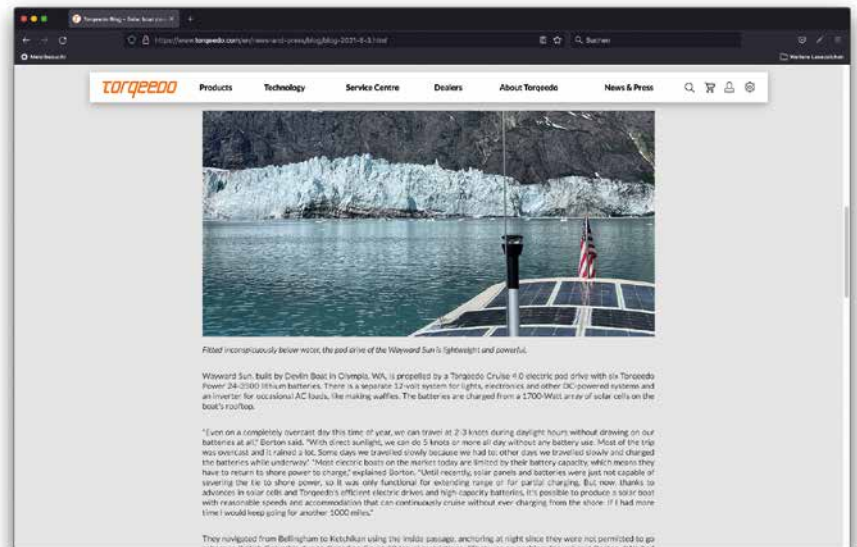 Torqeedo Blog – Solar boat
https://www.torqeedo.com/en/news-and-press/blog/blog-2021-8-3.html
Suchen
Meistbesucht
Weitere Lesezeichen
TORQEEDO
Products Technology Service Centre Dealers About Torqeedo News & Press
Fitted inconspicuously below water, the pod drive of the Wayward Sun is lightweight and powerful.
Wayward Sun, built by Devlin Boat in Olympia, WA, is propelled by a Torqeedo Cruise 4.0 electric pod drive with six Torqeedo
Power 24-3500 lithium batteries. There is a separate 12-volt system for lights, electronics and other DC-powered systems and
an inverter for occasional AC loads, like making waffles. The batteries are charged from a 1700-Watt array of solar cells on the
boat's rooftop.
"Even on a completely overcast day this time of year, we can travel at 2-3 knots during daylight hours without drawing on our
batteries at all," Borton said. "With direct sunlight, we can do 5 knots or more all day without any battery use. Most of the trip
was overcast and it rained a lot. Some days we travelled slowly because we had to; other days we travelled slowly and charged
the batteries while underway." "Most electric boats on the market today are limited by their battery capacity, which means they
have to return to shore power to charge," explained Borton. "Until recently, solar panels and batteries were just not capable of
severing the tie to shore power, so it was only functional for extending range or for partial charging. But now, thanks to
advances in solar cells and Torqeedo's efficient electric drives and high-capacity batteries, it's possible to produce a solar boat
with reasonable speeds and accommodation that can continuously cruise without ever charging from the shore. If I had more
time I would keep going for another 1000 miles."
They navigated from Bellingham to Ketchikan using the inside passage, anchoring at night since they were not permitted to go